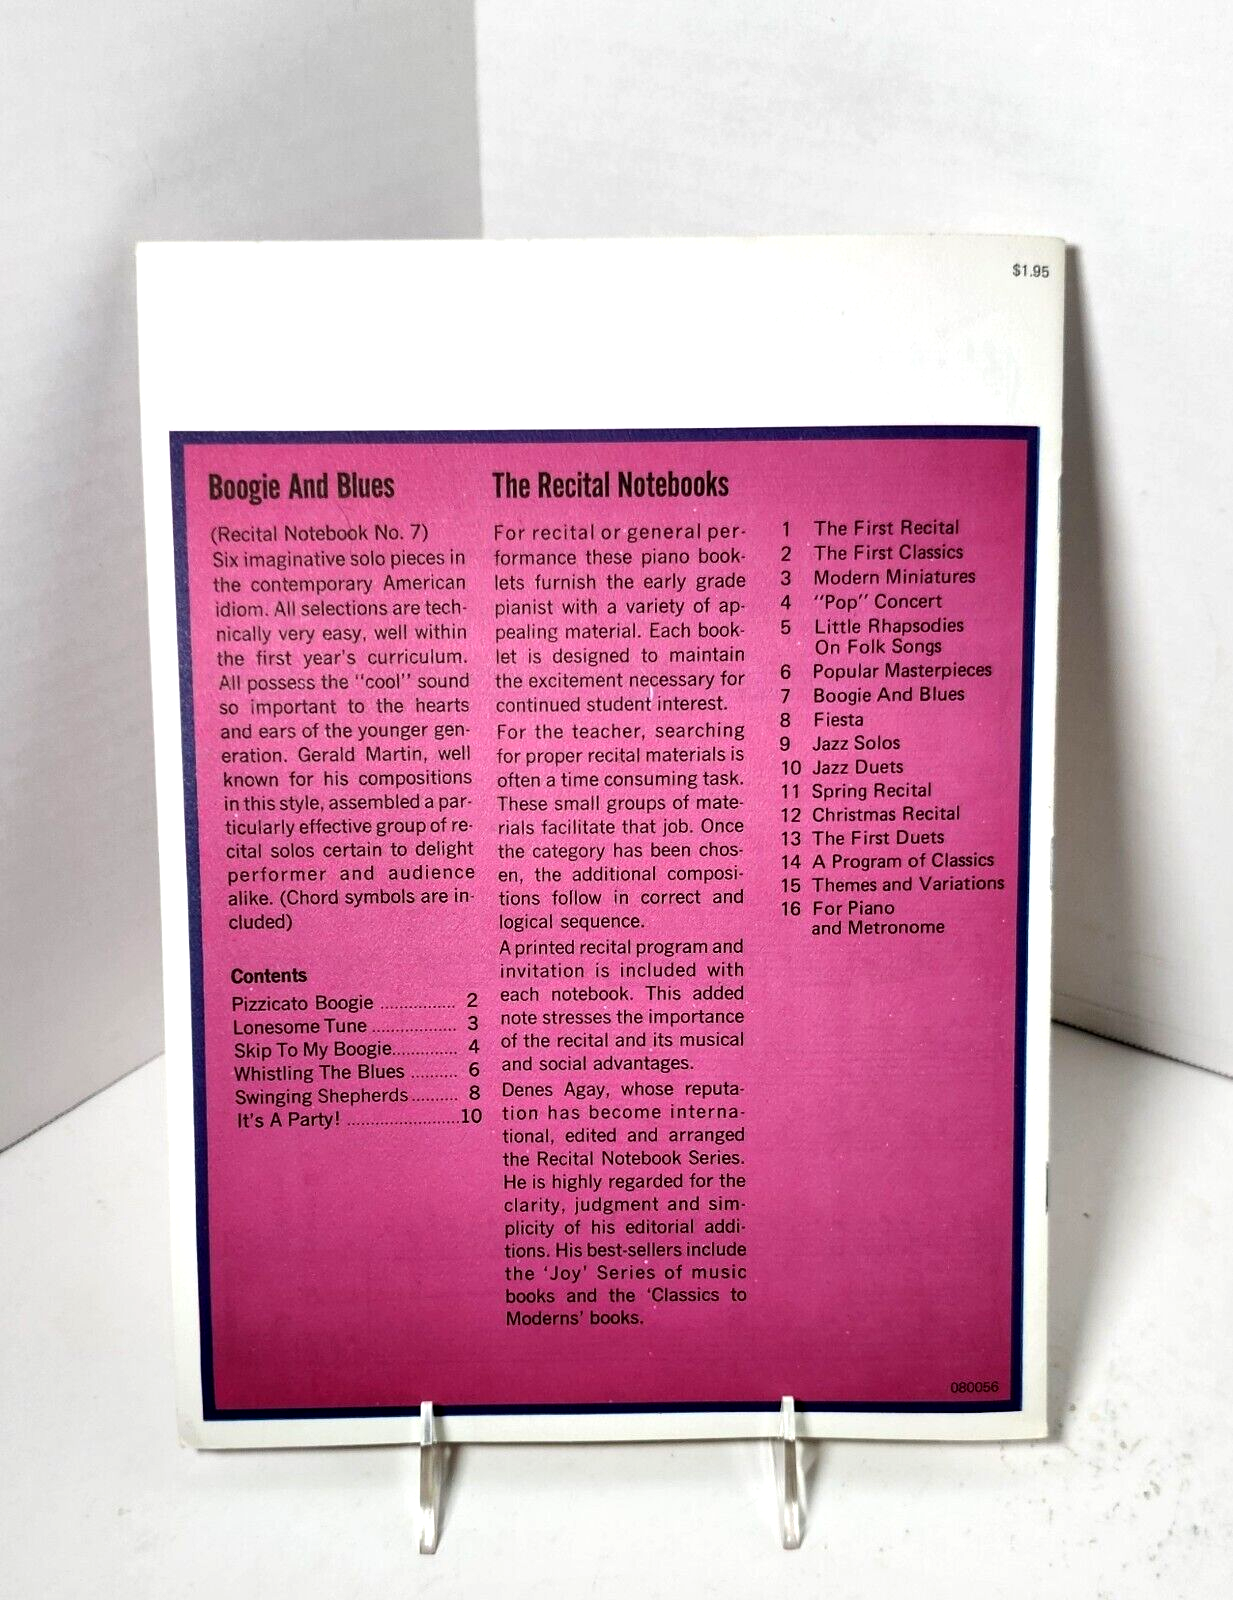 $1.95
Boogie And Blues
(Recital Notebook No. 7)
Six imaginative solo pieces in
the contemporary American
idiom. All selections are tech-
nically very easy, well within
the first year's curriculum.
All possess the "cool" sound
so important to the hearts
and ears of the younger gen-
eration. Gerald Martin, well
known for his compositions
in this style, assembled a par-
ticularly effective group of re-
cital solos certain to delight
performer and audience
alike. (Chord symbols are in-
cluded)
Contents
Pizzicato Boogie ................ 2
Lonesome Tune .................. 3
Skip To My Boogie.............. 4
Whistling The Blues .......... 6
Swinging Shepherds.......... 8
It's A Party! ........................10
The Recital Notebooks
For recital or general per-
formance these piano book-
lets furnish the early grade
pianist with a variety of ap-
pealing material. Each book-
let is designed to maintain
the excitement necessary for
continued student interest.
For the teacher, searching
for proper recital materials is
often a time consuming task.
These small groups of mate-
rials facilitate that job. Once
the category has been chos-
en, the additional composi-
tions follow in correct and
logical sequence.
A printed recital program and
invitation is included with
each notebook. This added
note stresses the importance
of the recital and its musical
and social advantages.
Denes Agay, whose reputa-
tion has become interna-
tional, edited and arranged
the Recital Notebook Series.
He is highly regarded for the
clarity, judgment and sim-
plicity of his editorial addi-
tions. His best-sellers include
the 'Joy' Series of music
books and the 'Classics to
Moderns' books.
1 The First Recital
2 The First Classics
3 Modern Miniatures
4 "Pop" Concert
5 Little Rhapsodies
On Folk Songs
6 Popular Masterpieces
7 Boogie And Blues
8 Fiesta
9 Jazz Solos
10 Jazz Duets
11 Spring Recital
12 Christmas Recital
13 The First Duets
14 A Program of Classics
15 Themes and Variations
16 For Piano
and Metronome
080056